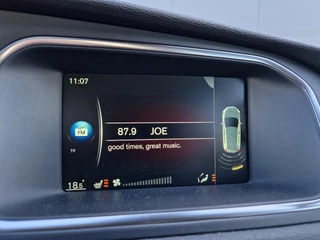 11:07
FM
87.9 JOE
TP
good times, great music.
18.5°